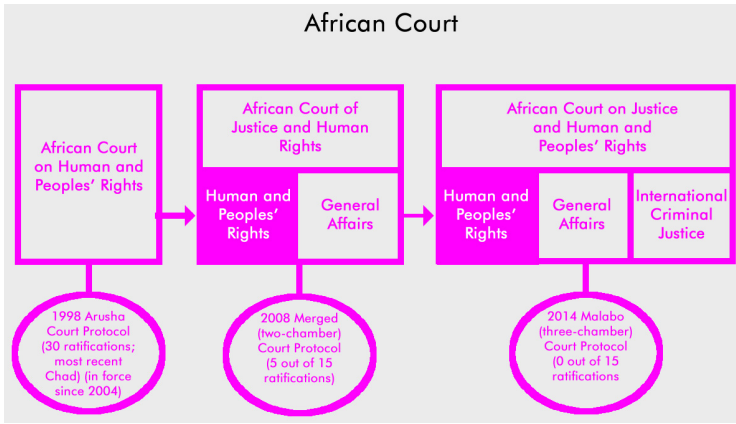 African Court
African Court
on Human and
Peoples' Rights
African Court of
Justice and Human
Rights
Human and
Peoples'
Rights
General
Affairs
African Court on Justice
and Human and
Peoples' Rights
Human and
Peoples'
Rights
General
Affairs
International
Criminal
Justice
1998 Arusha
Court Protocol
(30 ratifications;
most recent
Chad) (in force
since 2004)
2008 Merged
(two-chamber)
Court Protocol
(5 out of 15
ratifications)
2014 Malabo
(three-chamber)
Court Protocol
(0 out of 15
ratifications